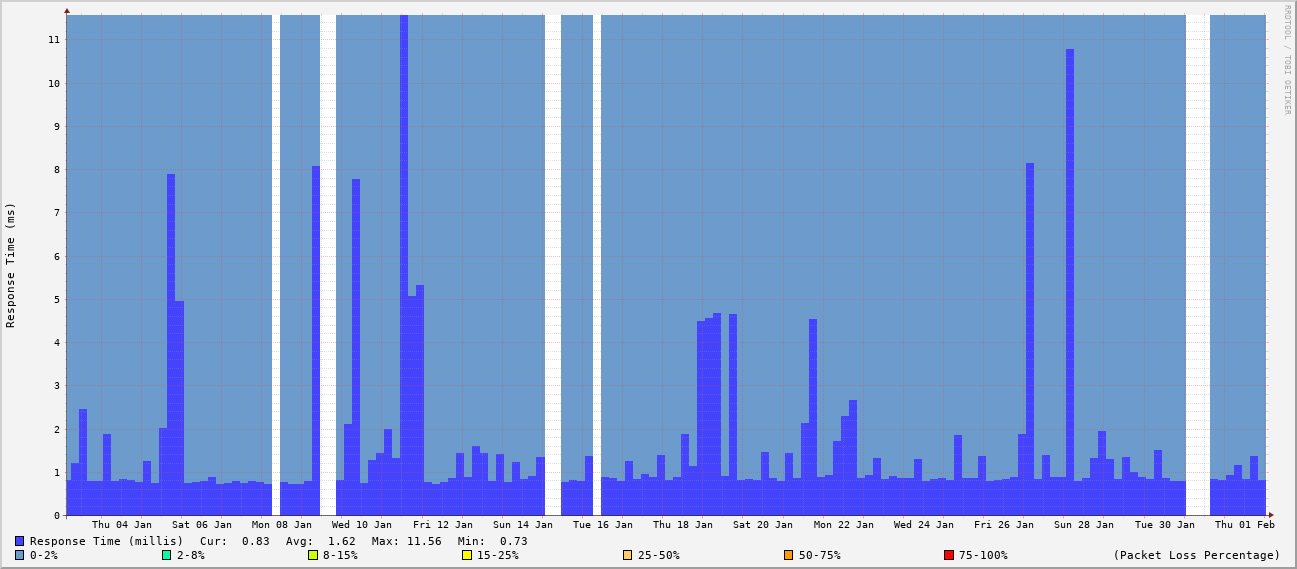 RRDTOOL / TOBI OETIKER
Response Time (ms)
11
10
9
8
7
6
5
4
3
2
1
0
Thu 04 Jan Sat 06 Jan Mon 08 Jan Wed 10 Jan Fri 12 Jan Sun 14 Jan Tue 16 Jan Thu 18 Jan Sat 20 Jan Mon 22 Jan Wed 24 Jan Fri 26 Jan Sun 28 Jan Tue 30 Jan Thu 01 Feb
Response Time (millis) Cur: 0.83 Avg: 1.62 Max: 11.56 Min: 0.73
0-2% 2-8% 8-15% 15-25% 25-50% 50-75% 75-100% (Packet Loss Percentage)